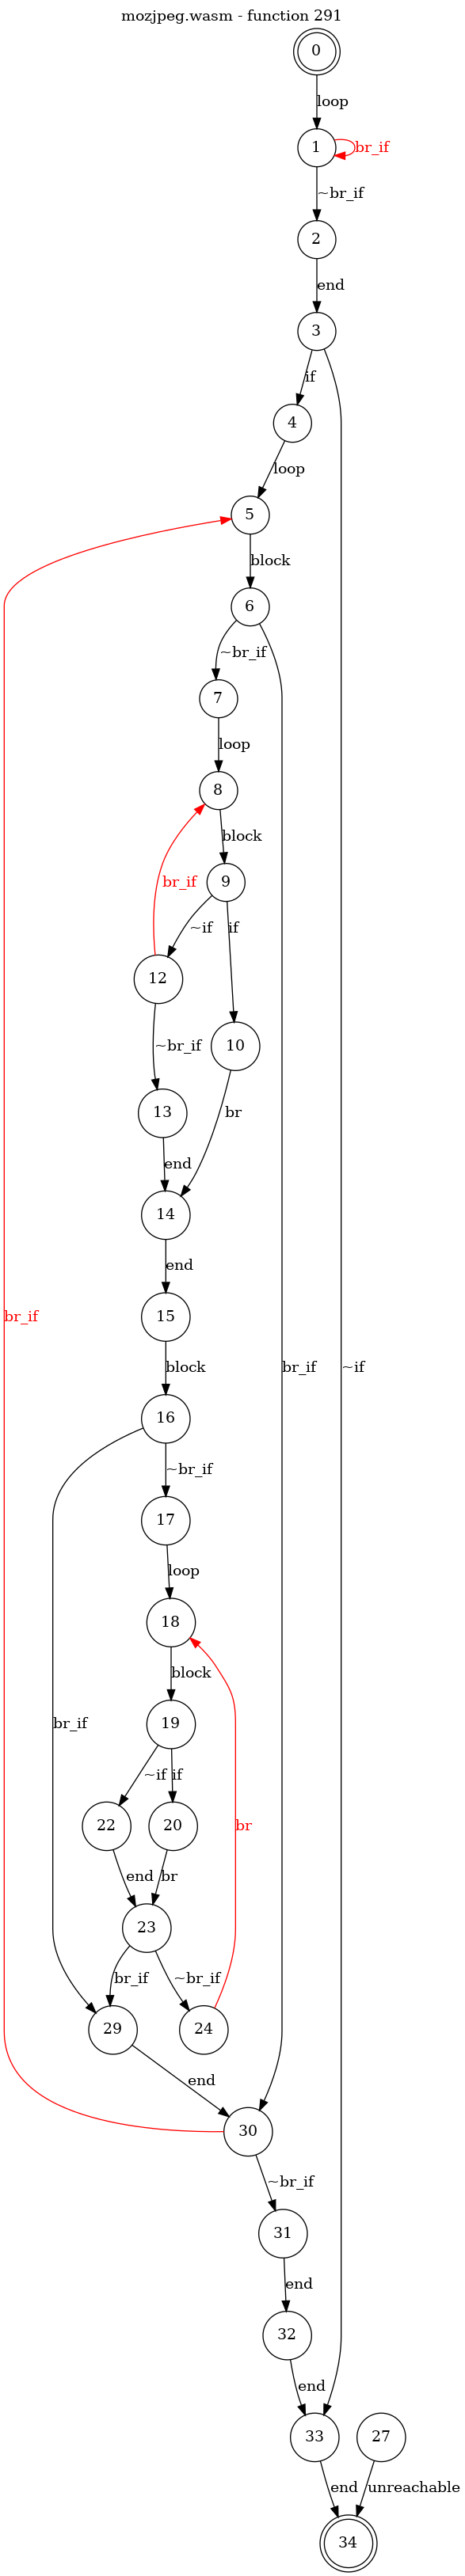 mozjpeg.wasm - function 291
0
loop
1
br_if
~br_if
2
end
3
if
4
loop
5
block
6
~br_if
7
loop
8
block
br_if
9
~if
if
12
10
~br_if
br
13
end
14
end
br_if
15
block
br_if
~if
16
~br_if
17
loop
18
block
19
br_if
~if
if
br
22
20
end
br
23
br_if
~br_if
29
24
end
30
~br_if
31
end
32
end
33
27
end
unreachable
34